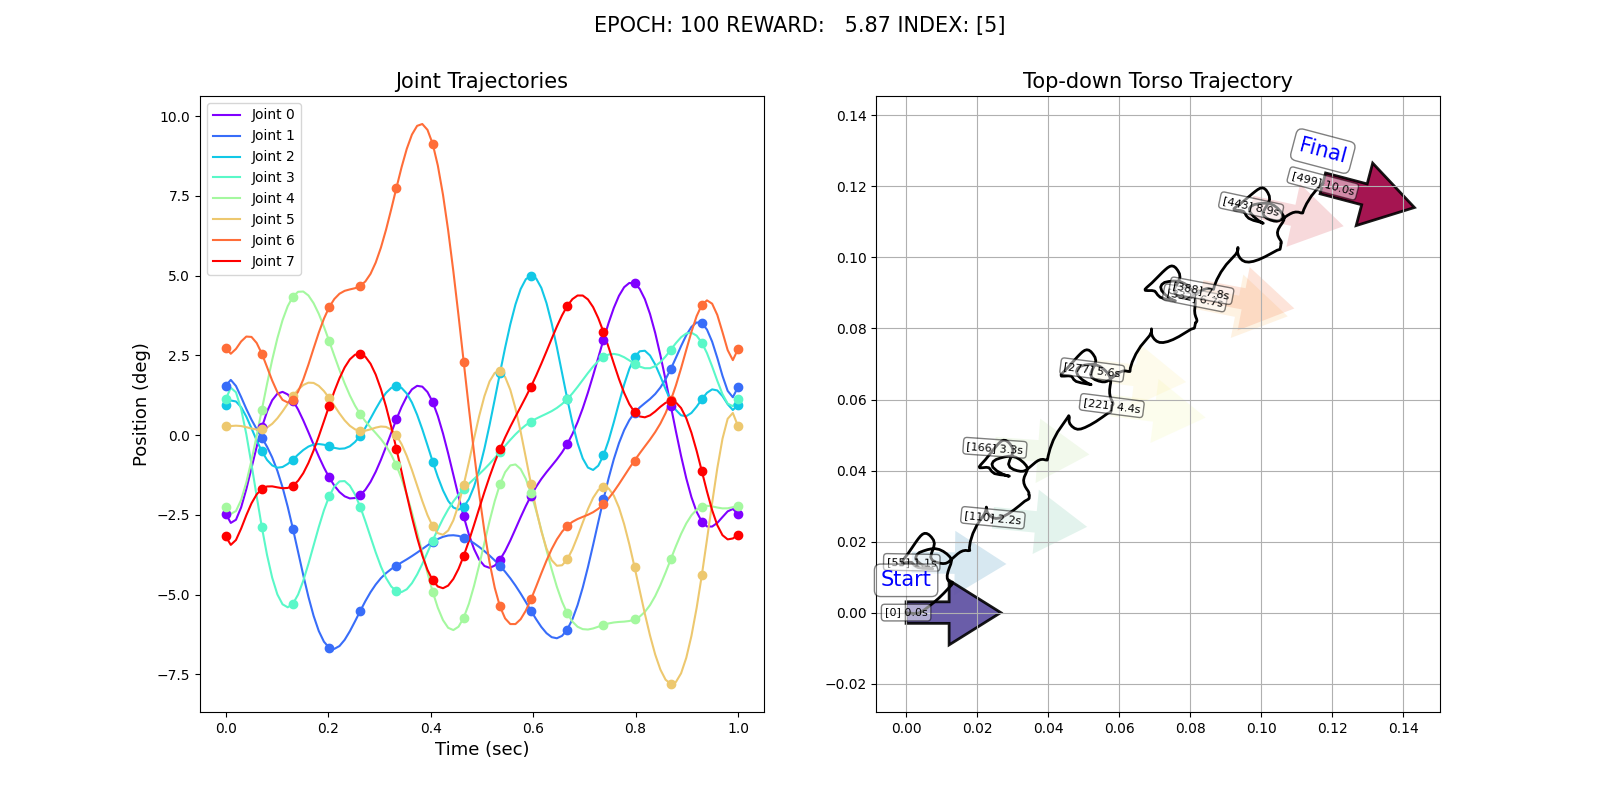 EPOCH: 100 REWARD:   5.87 INDEX: [5]
Joint Trajectories
10.0
7.5
5.0
2.5
0.0
−2.5
−5.0
−7.5
Position (deg)
Joint 0
Joint 1
Joint 2
Joint 3
Joint 4
Joint 5
Joint 6
Joint 7
0.0
0.2
0.4
0.6
0.8
1.0
Time (sec)
Top-down Torso Trajectory
0.14
0.12
0.10
0.08
0.06
0.04
0.02
0.00
−0.02
Final
[499] 10.0s
[443] 8.9s
[388] 7.8s
[332] 6.7s
[277] 5.6s
[221] 4.4s
[166] 3.3s
[110] 2.2s
[55] 1.1s
Start
[0] 0.0s
0.00
0.02
0.04
0.06
0.08
0.10
0.12
0.14